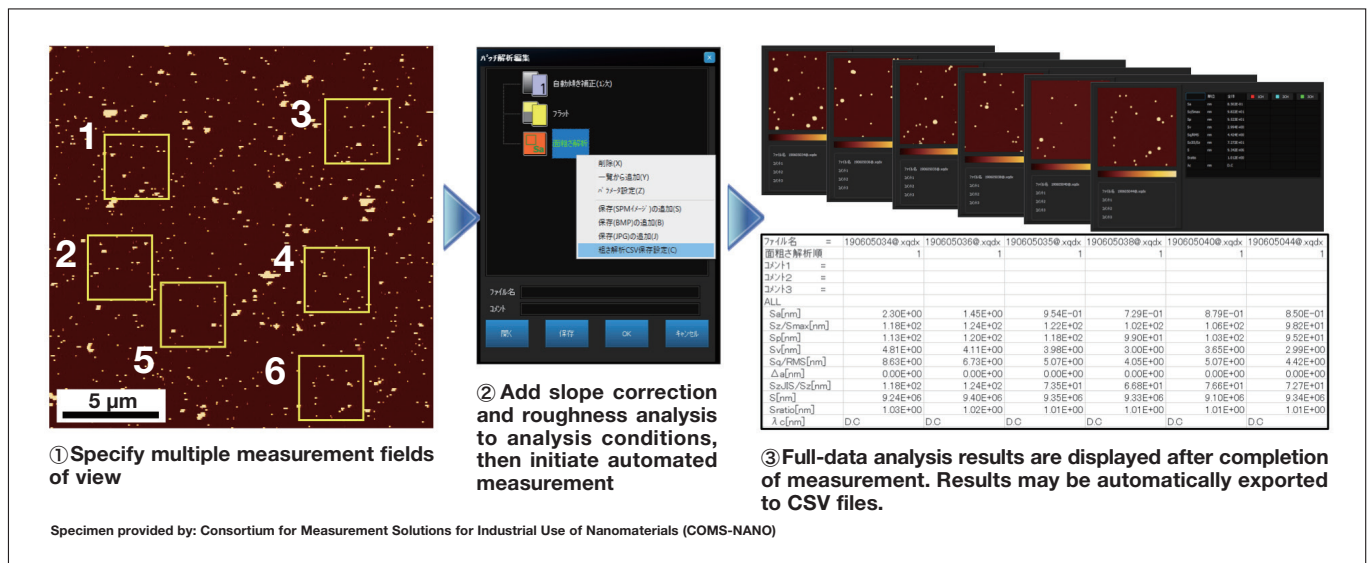 1
3
2
4
5
6
5 μm
①Specify multiple measurement fields
of view
バッチ解析編集
自動傾き補正(1次)
フラット
面粗さ解析
削除(X)
一覧から追加(Y)
パラメータ設定(Z)
保存(SPMイメージ)の追加(S)
保存(BMP)の追加(B)
保存(JPG)の追加(J)
粗さ解析CSV保存設定(C)
ファイル名
コメント
開く 保存 OK キャンセル
②Add slope correction
and roughness analysis
to analysis conditions,
then initiate automated
measurement
ファイル名 = 190605034@.xqdx 190605036@.xqdx 190605035@.xqdx 190605038@.xqdx 190605040@.xqdx 190605044@.xqdx
面粗さ解析順 1 1 1 1 1 1
コメント1 =
コメント2 =
コメント3 =
ALL
Sa[nm] 2.30E+00 1.45E+00 9.54E-01 7.29E-01 8.79E-01 8.50E-01
Sz/Smax[nm] 1.18E+02 1.24E+02 1.22E+02 1.02E+02 1.06E+02 9.82E+01
Sp[nm] 1.13E+02 1.20E+02 1.18E+02 9.90E+01 1.03E+02 9.52E+01
Sv[nm] 4.81E+00 4.11E+00 3.98E+00 3.00E+00 3.65E+00 2.99E+00
Sq/RMS[nm] 8.63E+00 6.73E+00 5.07E+00 4.05E+00 5.07E+00 4.42E+00
Δa[nm] 0.00E+00 0.00E+00 0.00E+00 0.00E+00 0.00E+00 0.00E+00
SzJIS/Sz[nm] 1.18E+02 1.24E+02 7.35E+01 6.68E+01 7.66E+01 7.27E+01
S[nm] 9.24E+06 9.40E+06 9.35E+06 9.33E+06 9.10E+06 9.34E+06
Sratio[nm] 1.03E+00 1.02E+00 1.01E+00 1.01E+00 1.01E+00 1.01E+00
λc[nm] D.C D.C D.C D.C D.C D.C
③Full-data analysis results are displayed after completion
of measurement. Results may be automatically exported
to CSV files.
Specimen provided by: Consortium for Measurement Solutions for Industrial Use of Nanomaterials (COMS-NANO)